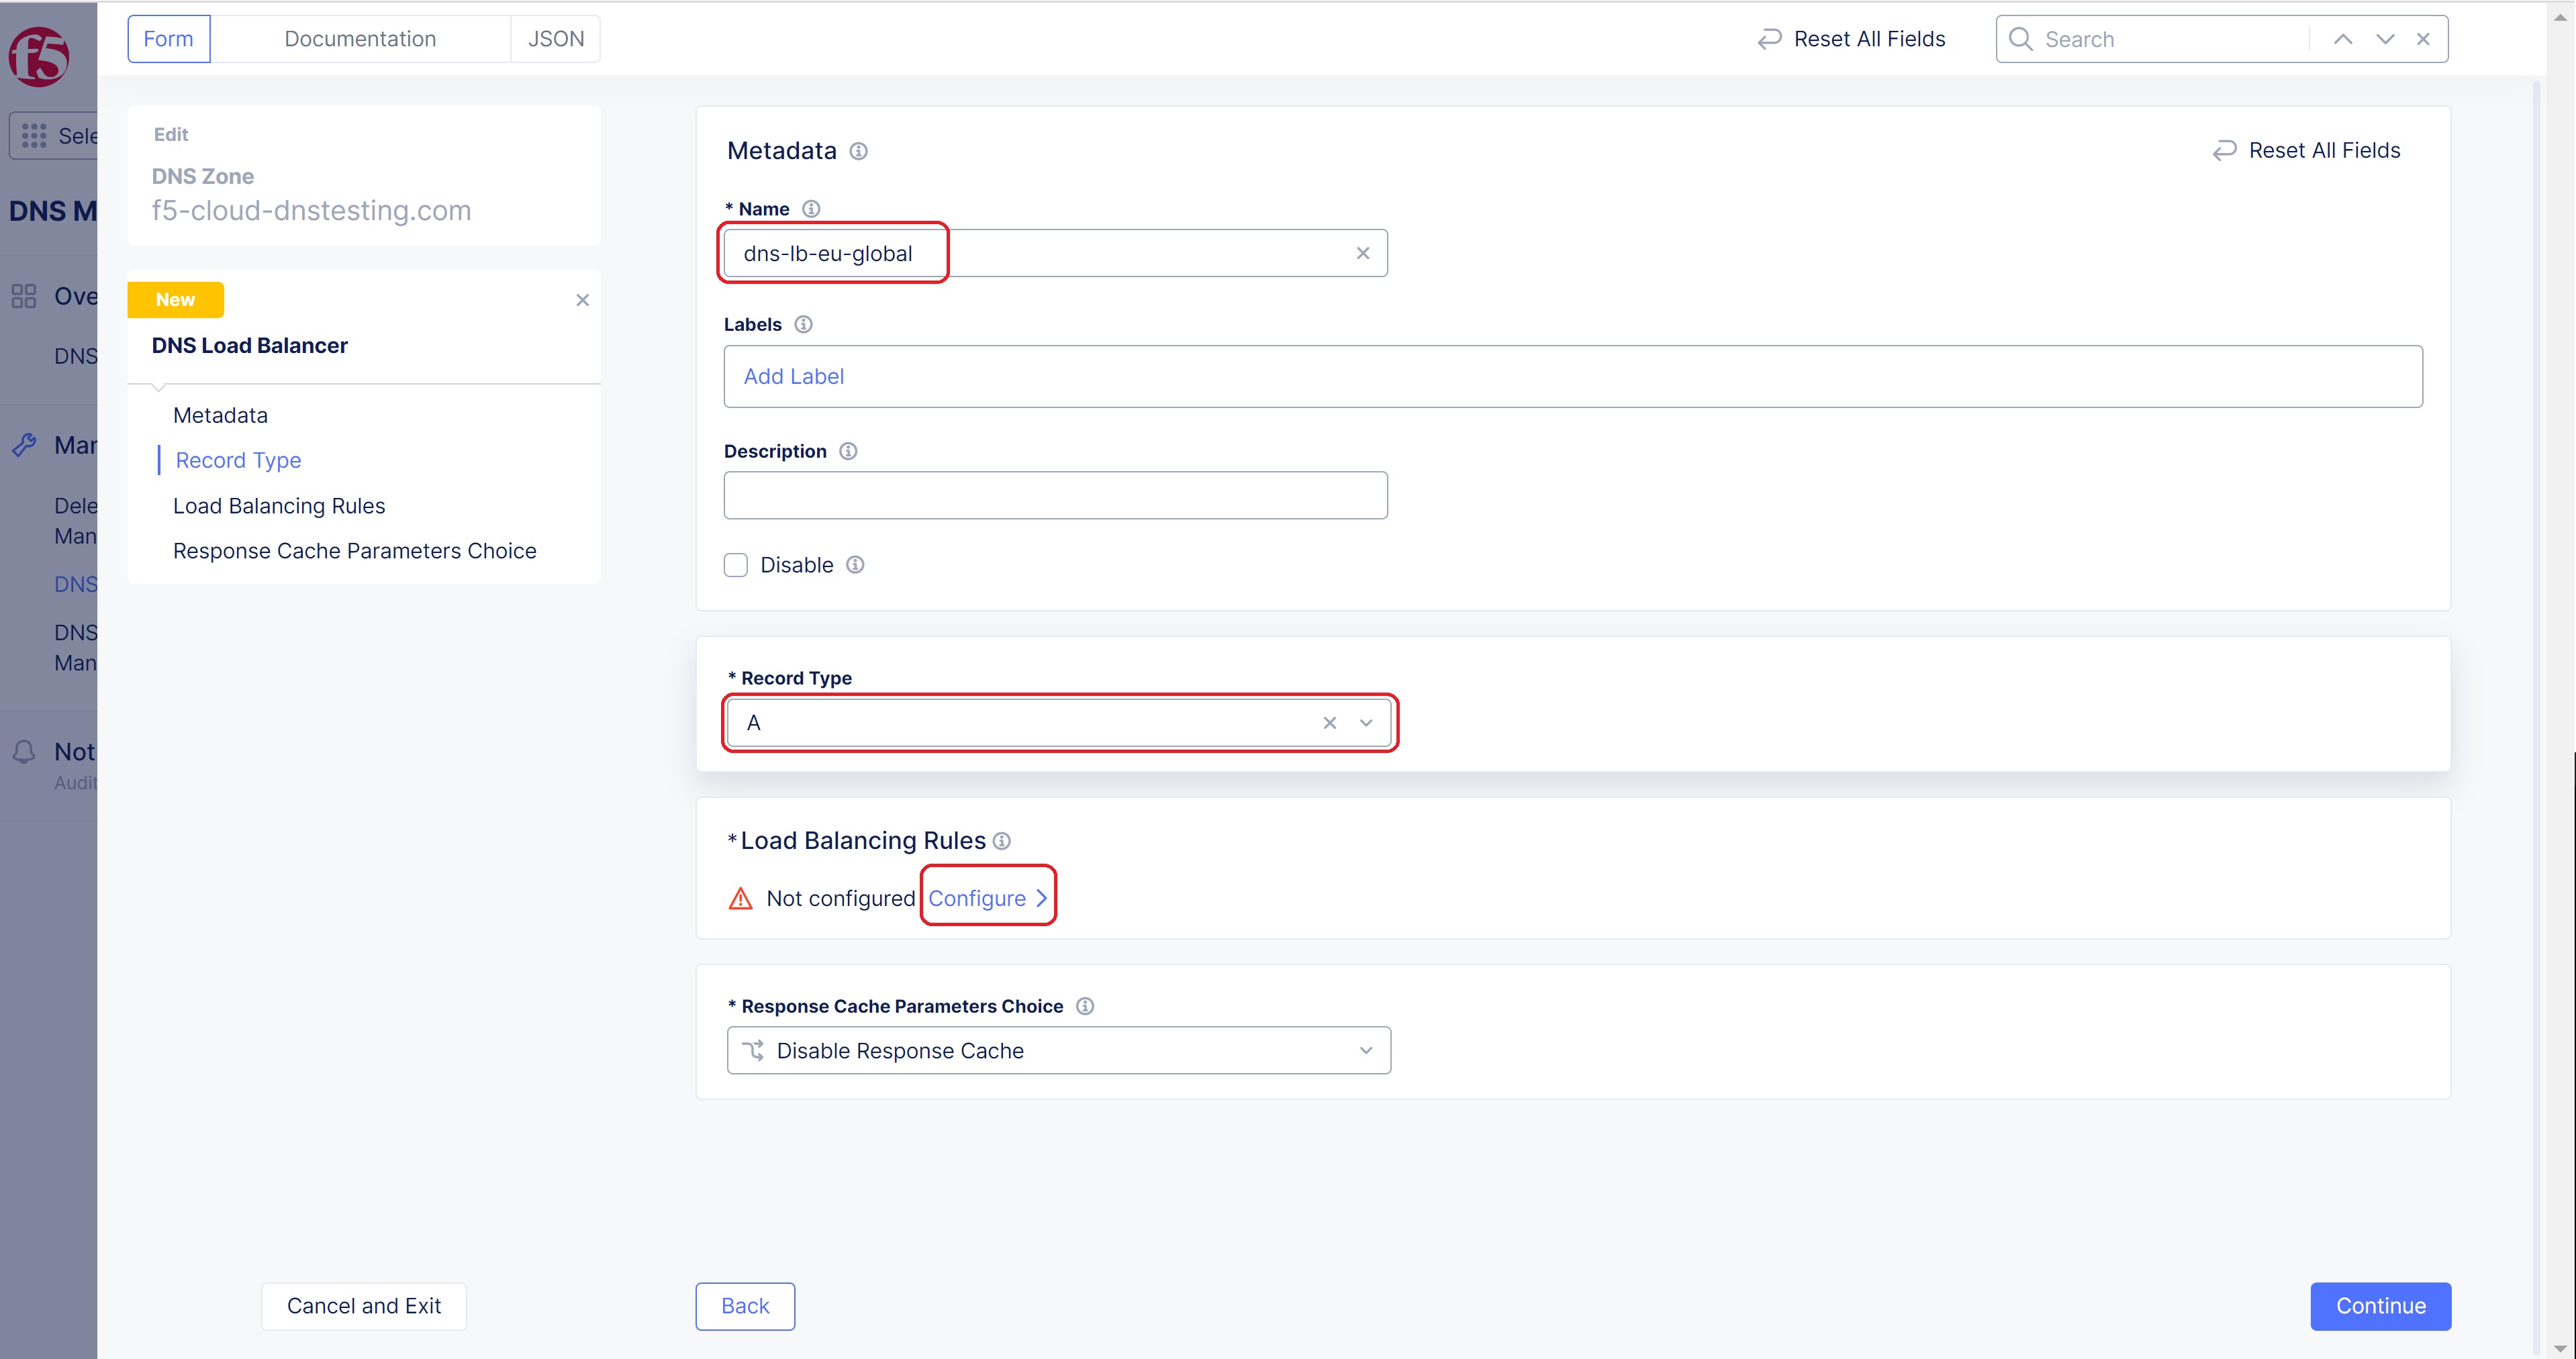 Form
Documentation
JSON
Reset All Fields
Search
f5
Sele
DNS M
Ove
DNS
Man
Dele
Man
DNS
DNS
Man
Not
Audit
Edit
DNS Zone
f5-cloud-dnstesting.com
New
DNS Load Balancer
Metadata
Record Type
Load Balancing Rules
Response Cache Parameters Choice
Metadata
Reset All Fields
* Name
dns-lb-eu-global
Labels
Add Label
Description
Disable
* Record Type
A
* Load Balancing Rules
Not configured Configure
* Response Cache Parameters Choice
Disable Response Cache
Cancel and Exit
Back
Continue